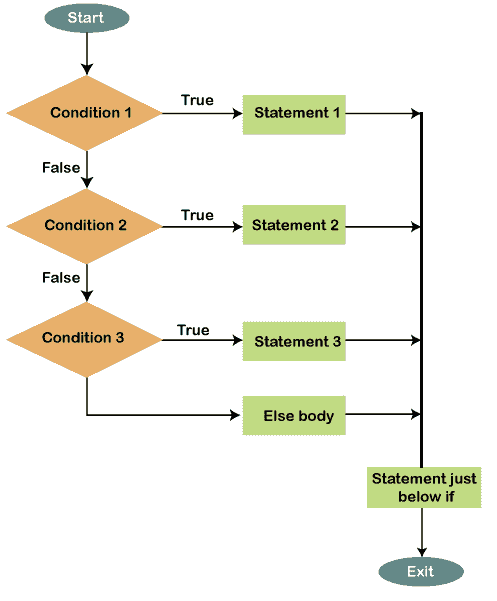 Start
Condition 1
True
Statement 1
False
Condition 2
True
Statement 2
False
Condition 3
True
Statement 3
Else body
Statement just
below if
Exit